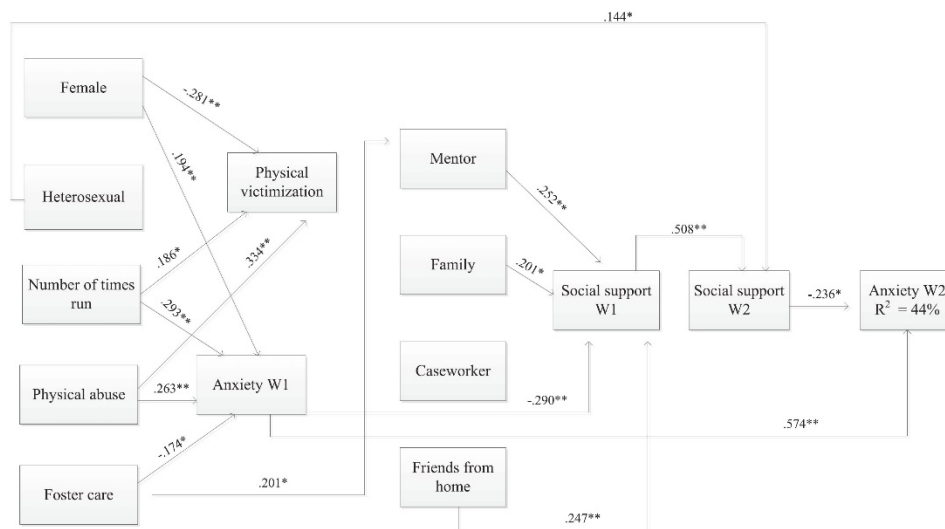 .144*
Female
-.281**
.194**
Mentor
Physical
victimization
Heterosexual
.252**
.186*
.334**
.508**
Family
.201*
Number of times
run
Social support
W1
Social support
W2
-.236*
Anxiety W2
R² = 44%
.293**
Caseworker
Physical abuse
.263**
Anxiety W1
-.290**
.574**
-.174*
Friends from
home
Foster care
.201*
.247**